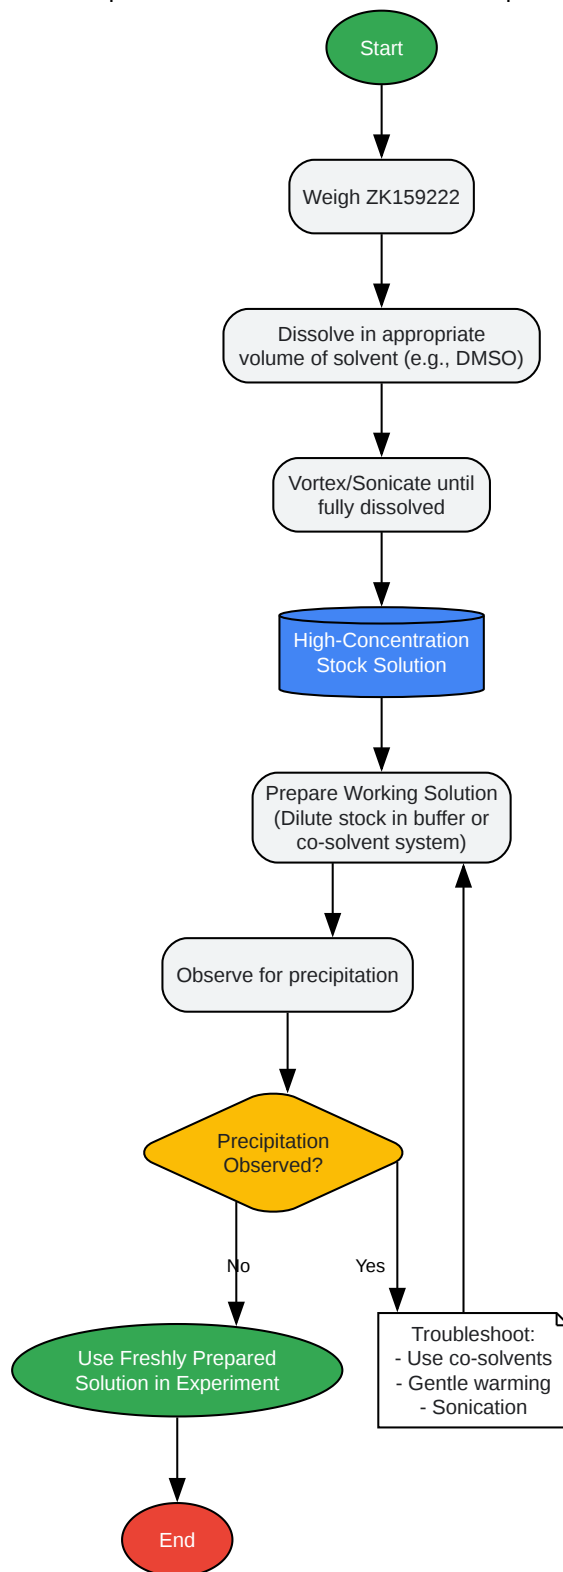 Start
Weigh ZK159222
Dissolve in appropriate
volume of solvent (e.g., DMSO)
Vortex/Sonicate until
fully dissolved
High-Concentration
Stock Solution
Prepare Working Solution
(Dilute stock in buffer or
co-solvent system)
Observe for precipitation
Precipitation
Observed?
No
Yes
Use Freshly Prepared
Solution in Experiment
Troubleshoot:
- Use co-solvents
- Gentle warming
- Sonication
End